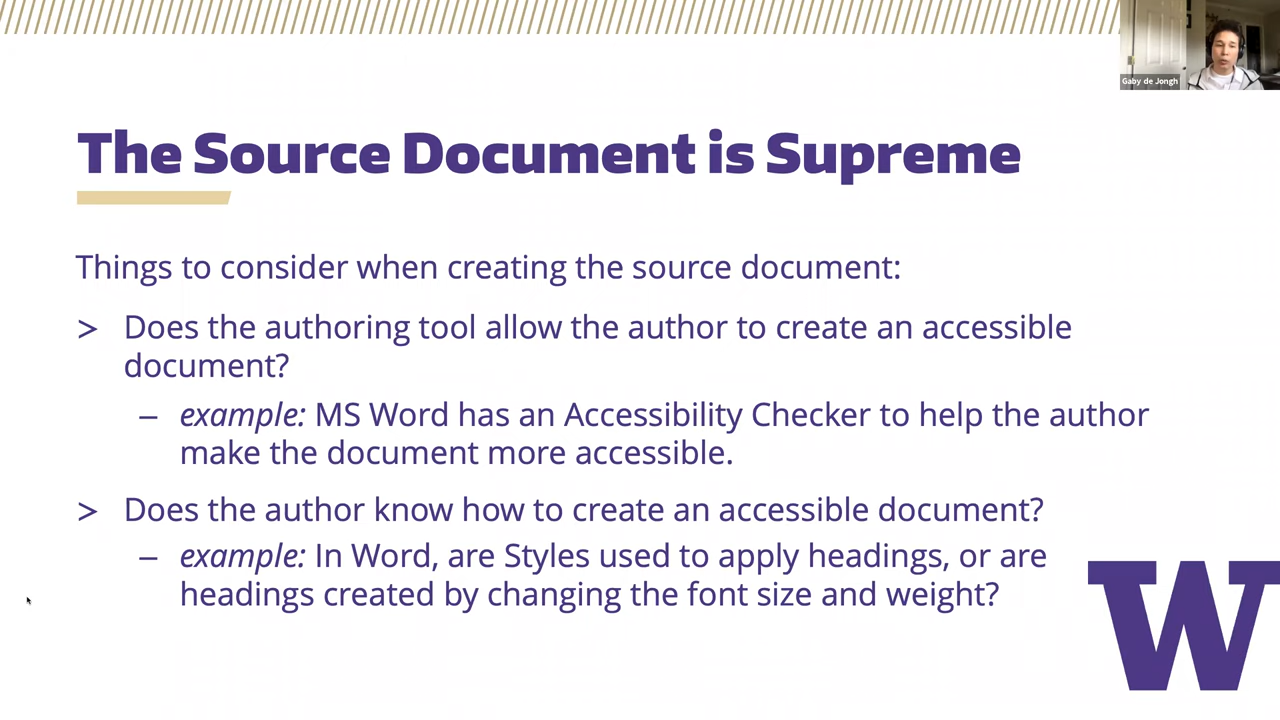 Gaby de Jongh
The Source Document is Supreme
Things to consider when creating the source document:
> Does the authoring tool allow the author to create an accessible
document?
– example: MS Word has an Accessibility Checker to help the author
make the document more accessible.
> Does the author know how to create an accessible document?
– example: In Word, are Styles used to apply headings, or are
headings created by changing the font size and weight?
W